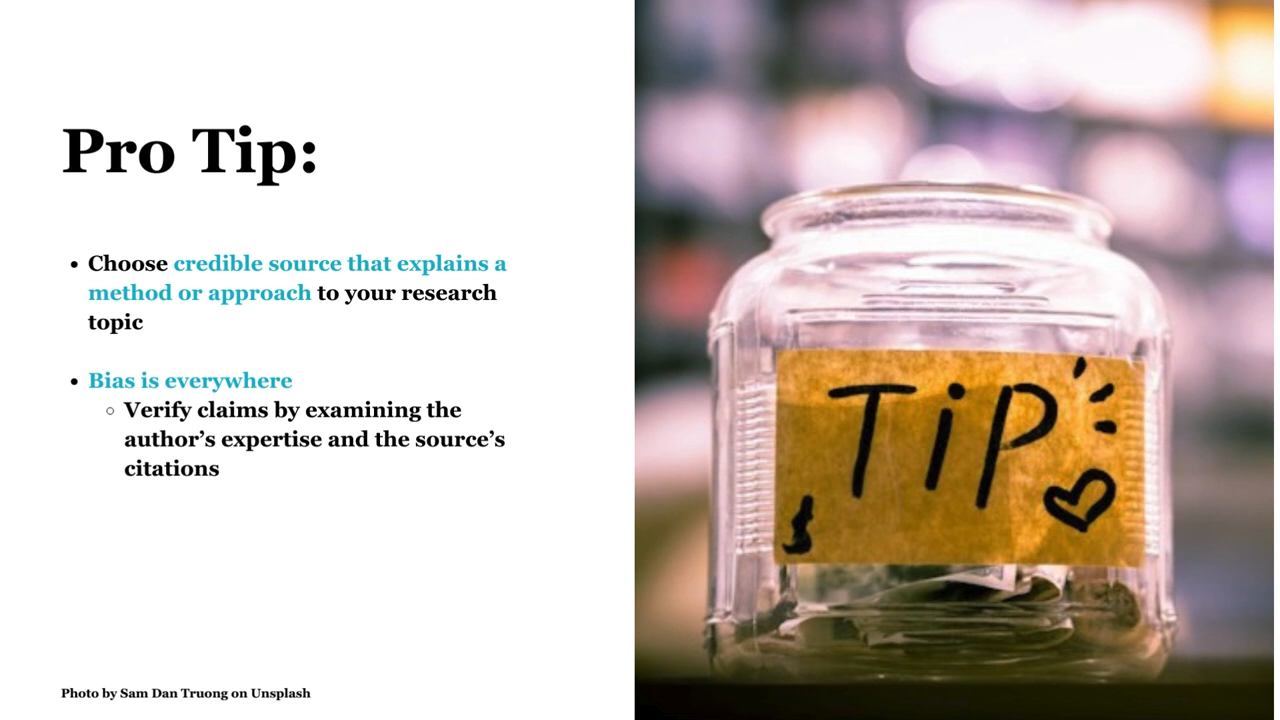 Pro Tip:
• Choose credible source that explains a
method or approach to your research
topic
• Bias is everywhere
○ Verify claims by examining the
author’s expertise and the source’s
citations
Photo by Sam Dan Truong on Unsplash
TiP
$